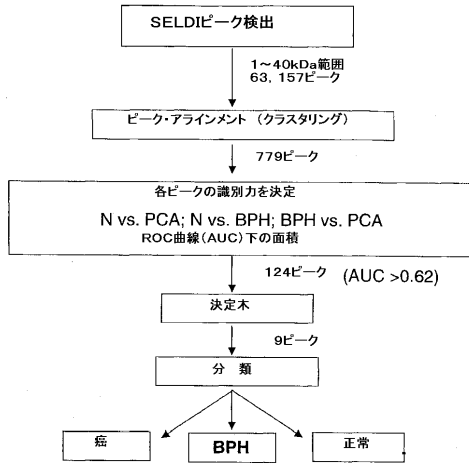 SELDIピーク検出
1～40kDa範囲
63, 157ピーク
ピーク・アラインメント（クラスタリング）
779ピーク
各ピークの識別力を決定
N vs. PCA; N vs. BPH; BPH vs. PCA
ROC曲線(AUC)下の面積
124ピーク (AUC >0.62)
決定木
9ピーク
分 類
癌
BPH
正常